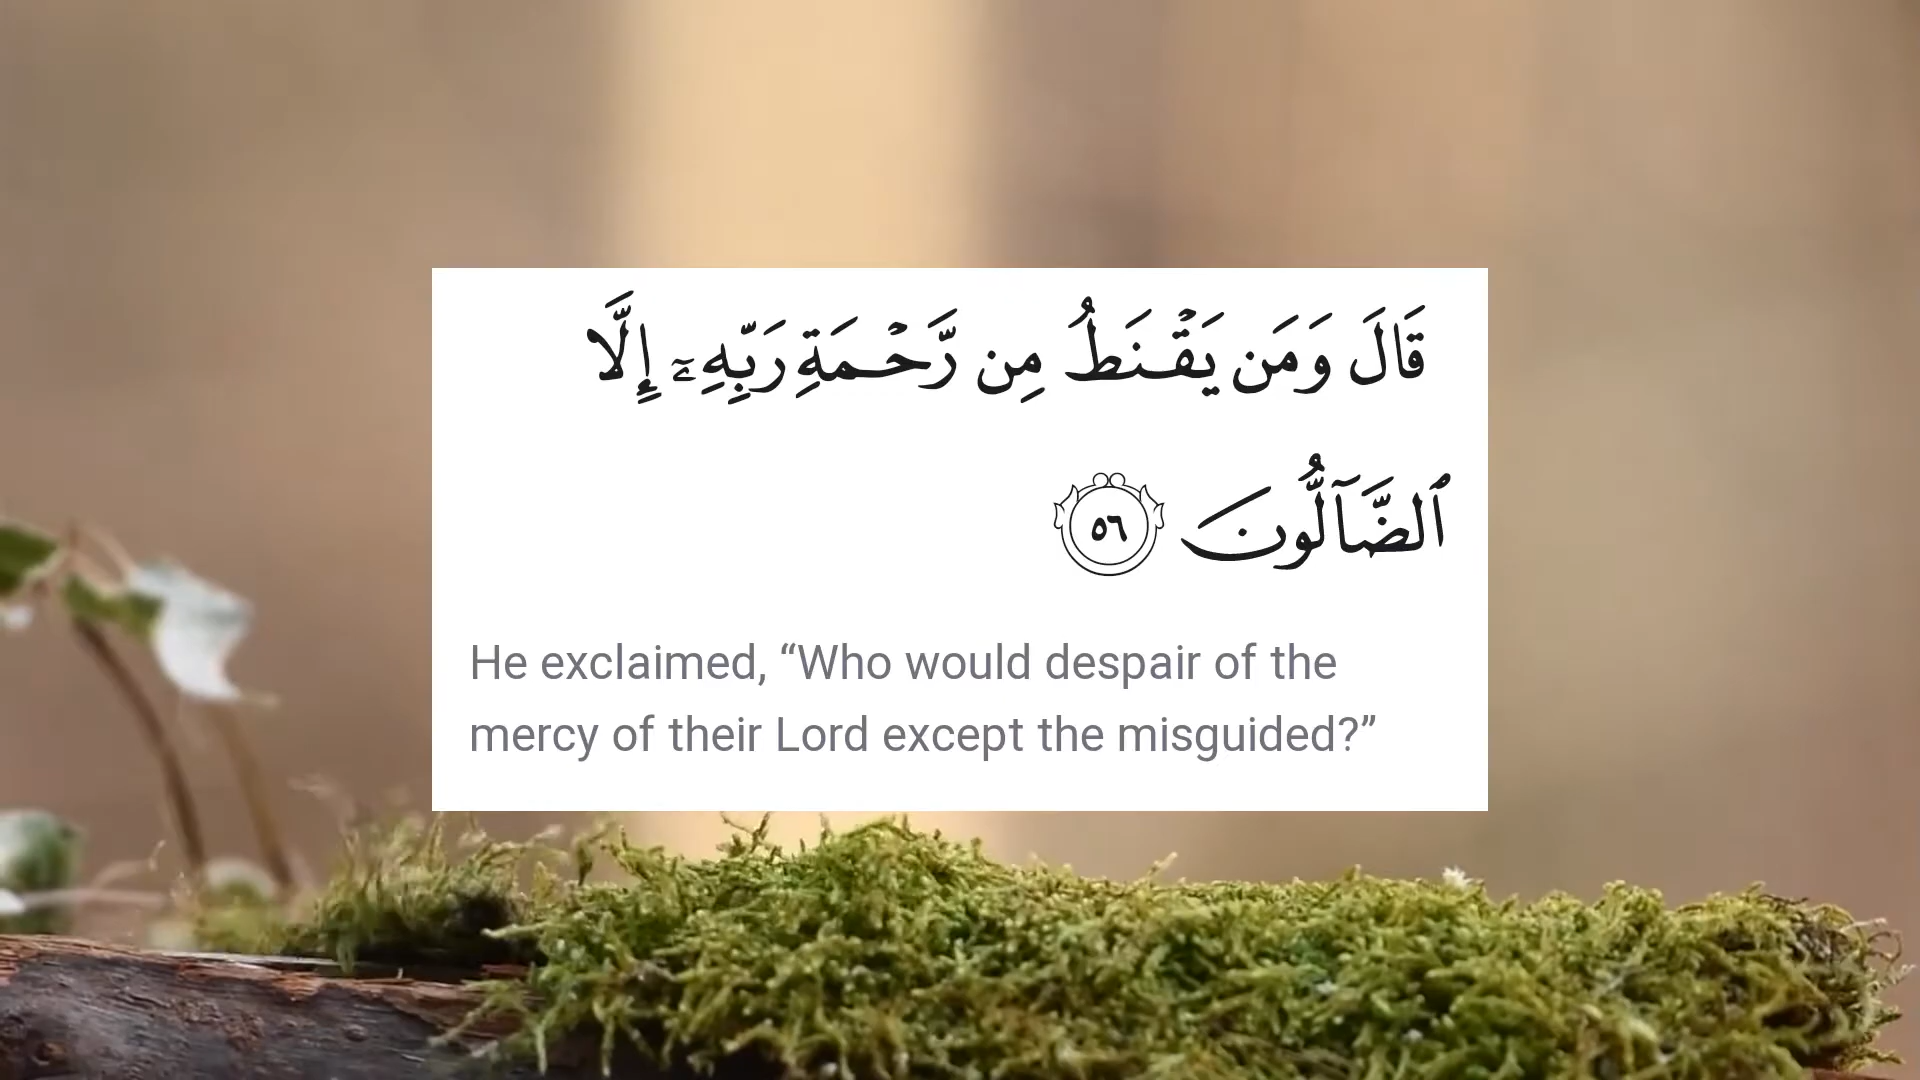 قَالَ وَمَن يَقْنَطُ مِن رَّحْمَةِ رَبِّهِۦٓ إِلَّا
ٱلضَّآلُّونَ ٥٦
He exclaimed, “Who would despair of the
mercy of their Lord except the misguided?”